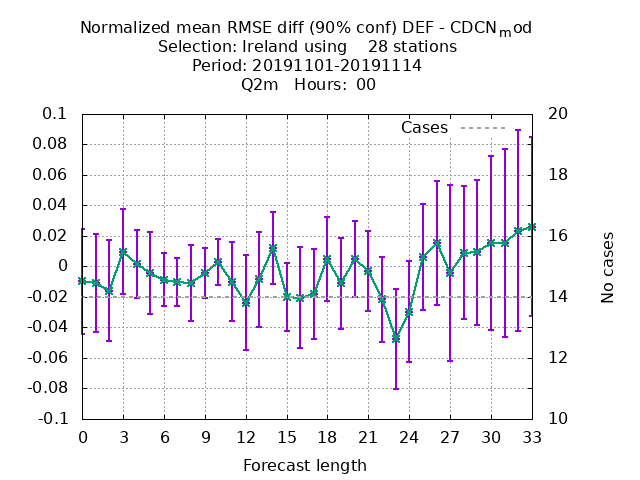 Normalized mean RMSE diff (90% conf) DEF - CDCN_mod
Selection: Ireland using    28 stations
Period: 20191101-20191114
Q2m   Hours:  00
0.1
0.08
0.06
0.04
0.02
0
-0.02
-0.04
-0.06
-0.08
-0.1
Cases
20
18
16
14
12
10
No cases
0 3 6 9 12 15 18 21 24 27 30 33
Forecast length